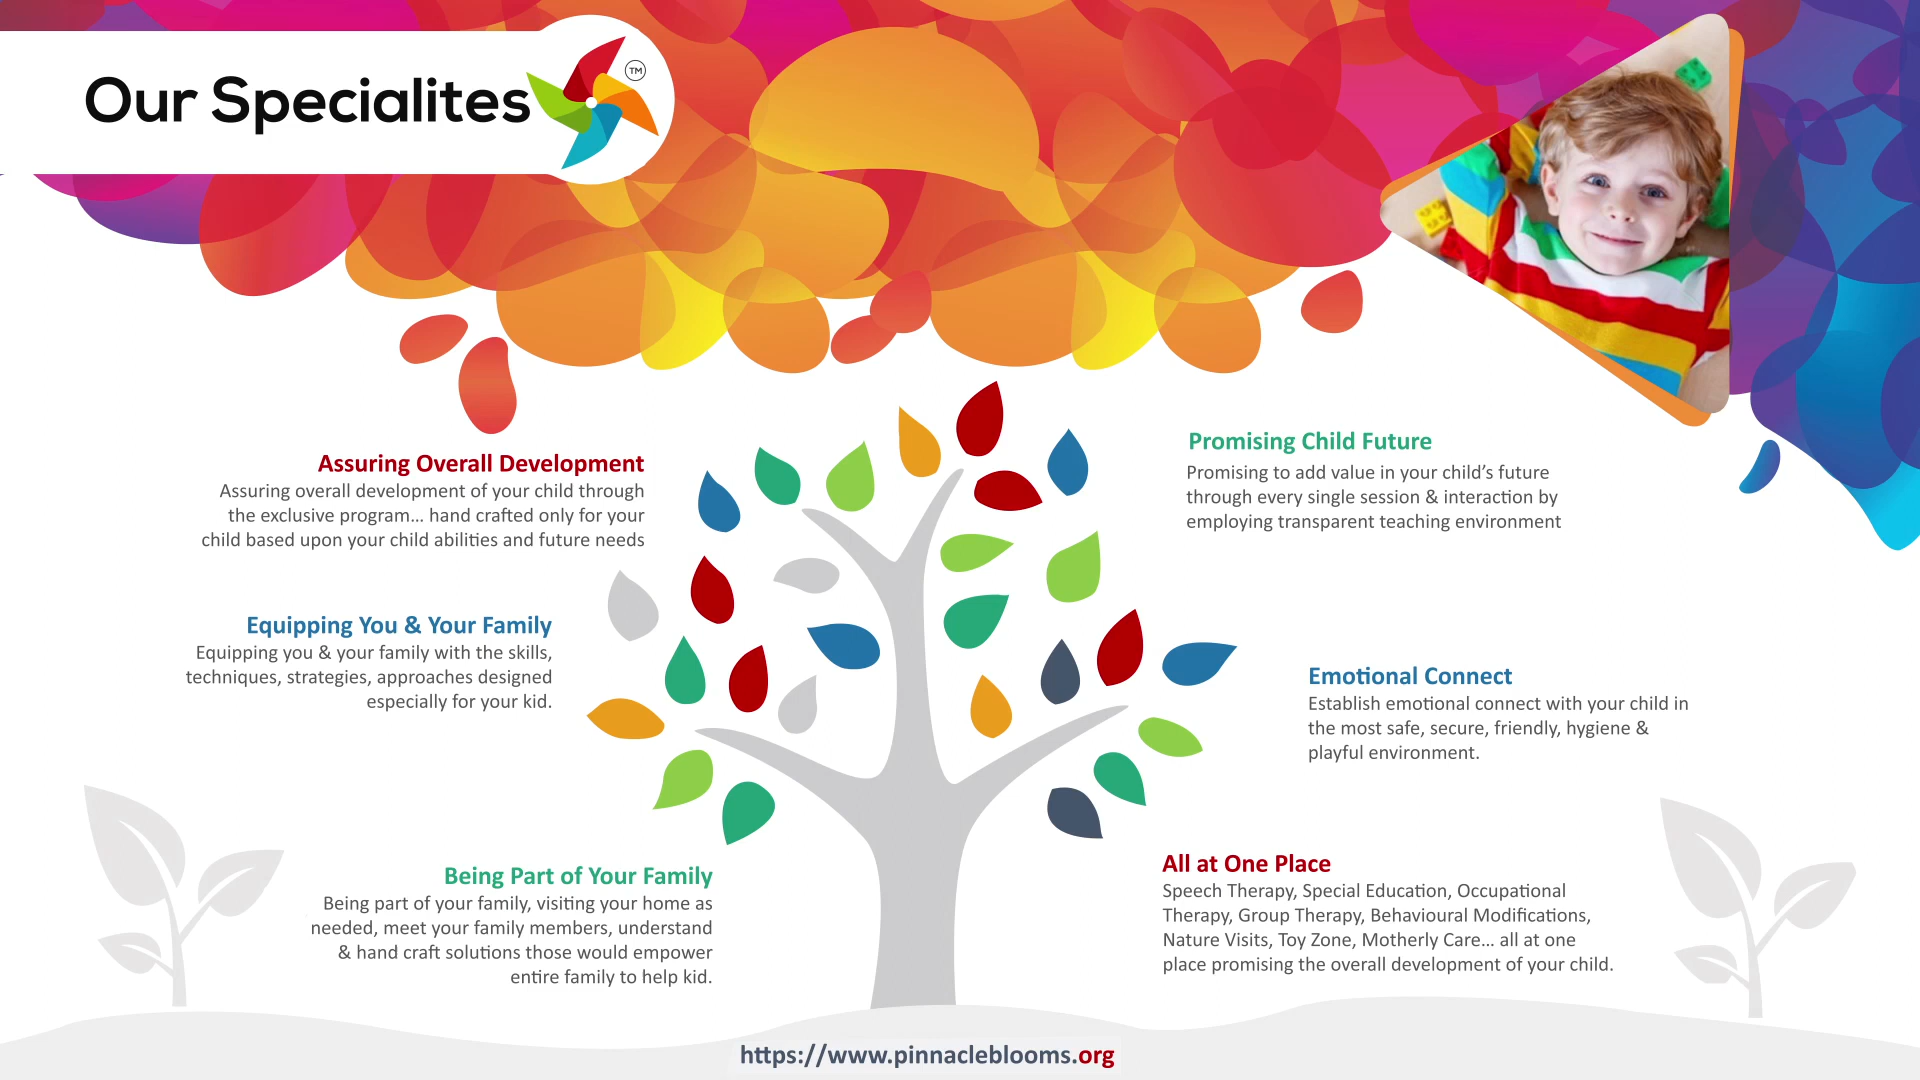 Our Specialites
TM
Assuring Overall Development
Assuring overall development of your child through
the exclusive program... hand crafted only for your
child based upon your child abilities and future needs
Equipping You & Your Family
Equipping you & your family with the skills,
techniques, strategies, approaches designed
especially for your kid.
Being Part of Your Family
Being part of your family, visiting your home as
needed, meet your family members, understand
& hand craft solutions those would empower
entire family to help kid.
Promising Child Future
Promising to add value in your child’s future
through every single session & interaction by
employing transparent teaching environment
Emotional Connect
Establish emotional connect with your child in
the most safe, secure, friendly, hygiene &
playful environment.
All at One Place
Speech Therapy, Special Education, Occupational
Therapy, Group Therapy, Behavioural Modifications,
Nature Visits, Toy Zone, Motherly Care... all at one
place promising the overall development of your child.
https://www.pinnacleblooms.org